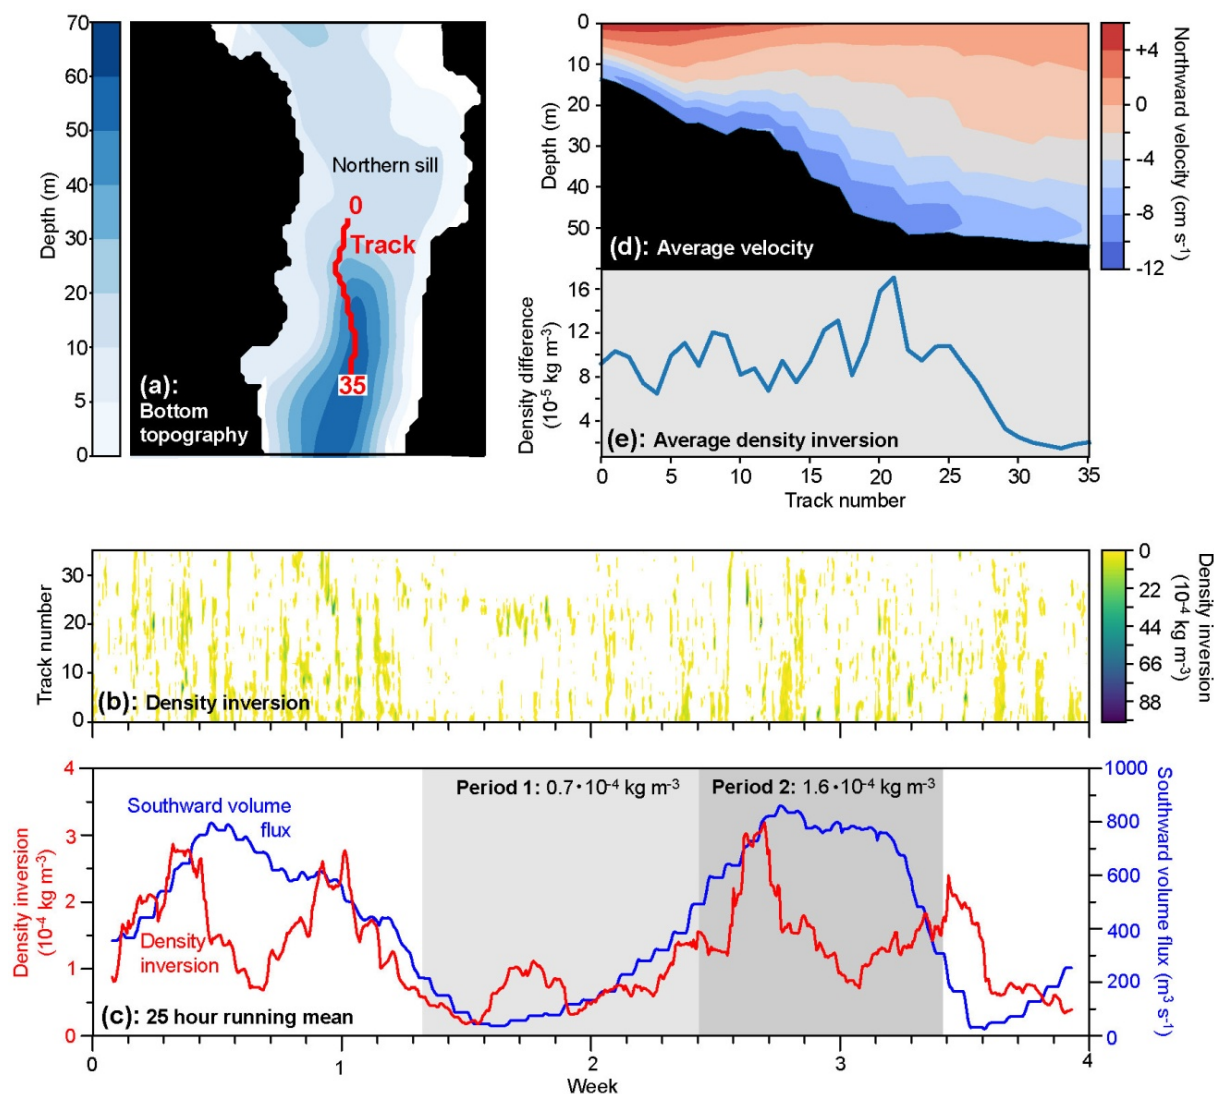 70
60
50
40
30
20
10
5
0
Depth (m)
Northern sill
0
Track
35
(a):
Bottom
topography
0
10
20
30
40
50
Depth (m)
(d): Average velocity
+4
0
-4
-8
-12
Northward velocity (cm s-1)
16
12
8
4
Density difference
(10-5 kg m-3)
(e): Average density inversion
0 5 10 15 20 25 30 35
Track number
30
20
10
0
Track number
(b): Density inversion
0
22
44
66
88
Density inversion
(10-4 kg m-3)
4
3
2
1
0
Density inversion
(10-4 kg m-3)
Southward volume
flux
Density
inversion
Period 1: 0.7·10-4 kg m-3
Period 2: 1.6·10-4 kg m-3
(c): 25 hour running mean
1000
800
600
400
200
0
Southward volume flux (m3 s-1)
0 1 2 3 4
Week